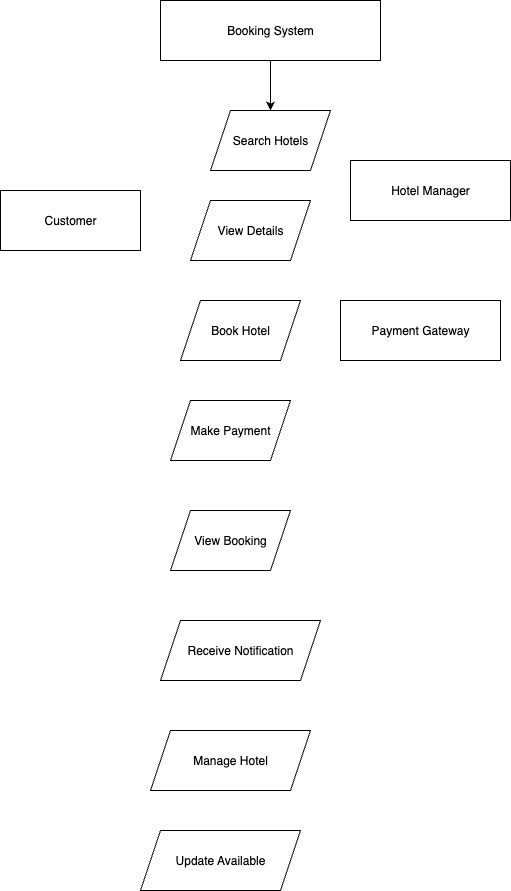 Booking System
Search Hotels
Hotel Manager
Customer
View Details
Book Hotel
Payment Gateway
Make Payment
View Booking
Receive Notification
Manage Hotel
Update Available